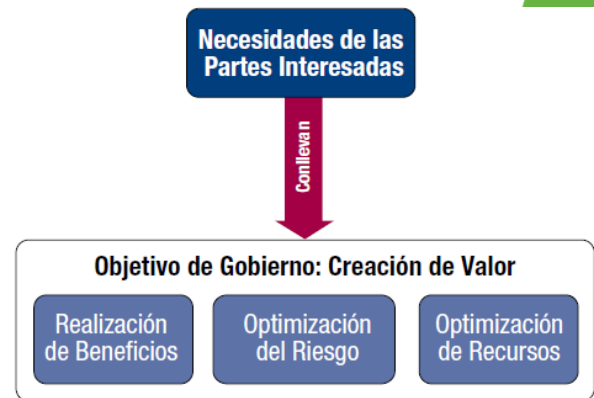 Necesidades de las
Partes Interesadas
Conllevan
Objetivo de Gobierno: Creación de Valor
Realización
de Beneficios
Optimización
del Riesgo
Optimización
de Recursos